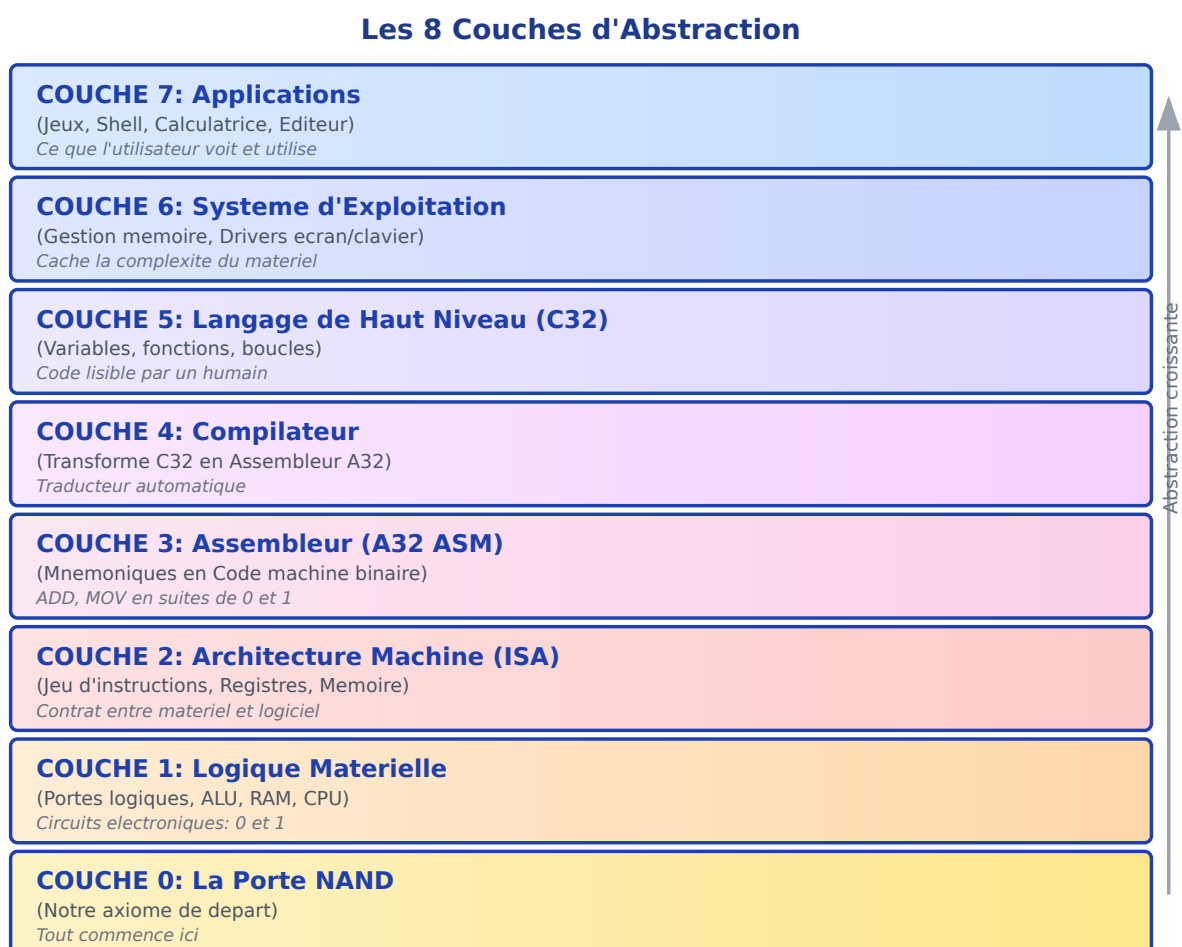 Les 8 Couches d'Abstraction
COUCHE 7: Applications
(Jeux, Shell, Calculatrice, Editeur)
Ce que l'utilisateur voit et utilise
COUCHE 6: Systeme d'Exploitation
(Gestion memoire, Drivers ecran/clavier)
Cache la complexite du materiel
COUCHE 5: Langage de Haut Niveau (C32)
(Variables, fonctions, boucles)
Code lisible par un humain
COUCHE 4: Compilateur
(Transforme C32 en Assembleur A32)
Traducteur automatique
COUCHE 3: Assembleur (A32 ASM)
(Mnemoniques en Code machine binaire)
ADD, MOV en suites de 0 et 1
COUCHE 2: Architecture Machine (ISA)
(Jeu d'instructions, Registres, Memoire)
Contrat entre materiel et logiciel
COUCHE 1: Logique Materielle
(Portes logiques, ALU, RAM, CPU)
Circuits electroniques: 0 et 1
COUCHE 0: La Porte NAND
(Notre axiome de depart)
Tout commence ici
Abstraction croissante